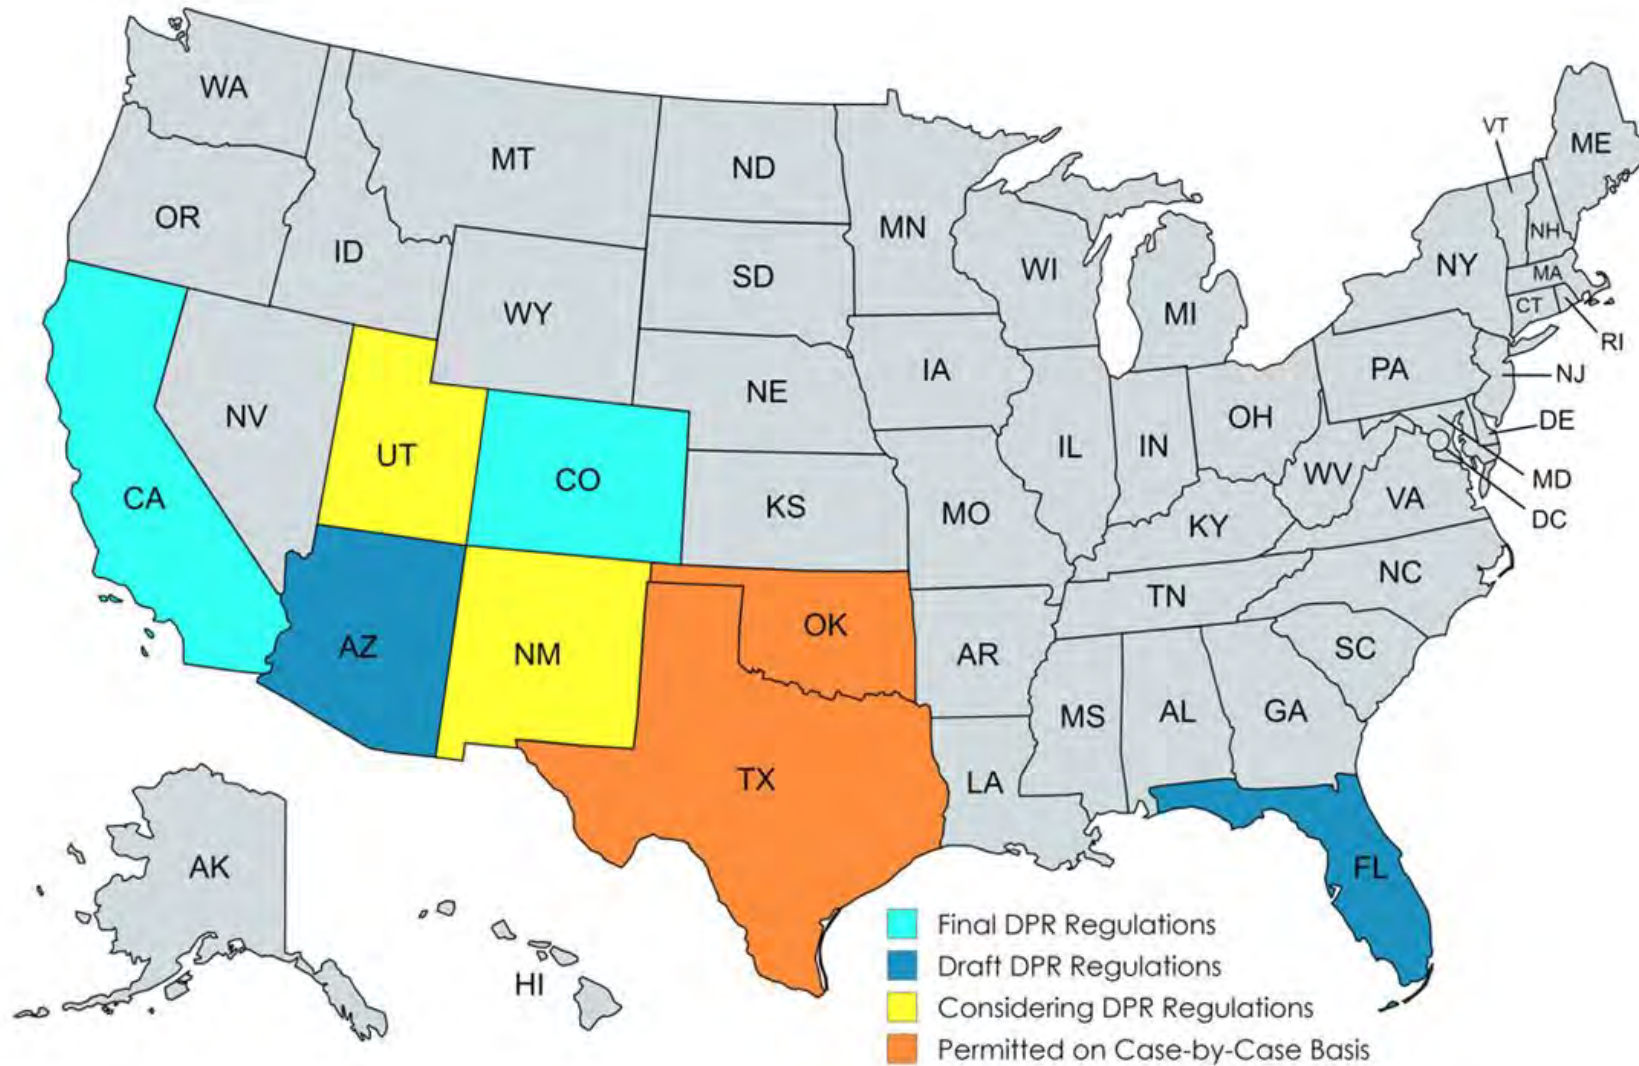 WA
MT
ND
MN
VT
ME
OR
ID
SD
WI
NY
NH
MA
WY
MI
CT
RI
IA
PA
NJ
NE
NV
OH
DE
UT
IL
IN
CO
WV
MD
CA
KS
MO
VA
DC
KY
NC
TN
AZ
NM
OK
AR
SC
MS
AL
GA
TX
LA
AK
FL
HI
Final DPR Regulations
Draft DPR Regulations
Considering DPR Regulations
Permitted on Case-by-Case Basis